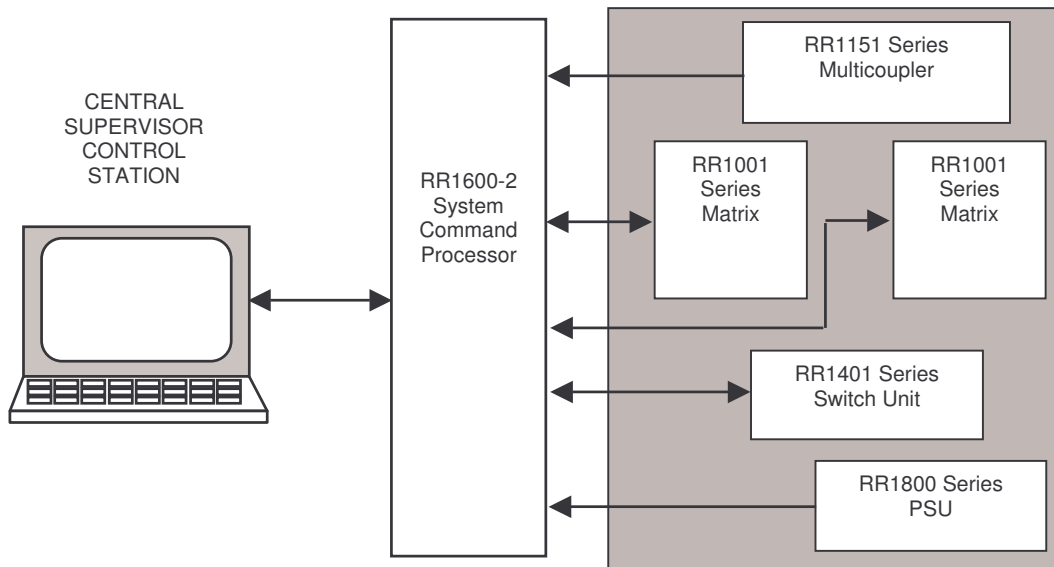 CENTRAL
SUPERVISOR
CONTROL
STATION
RR1600-2
System
Command
Processor
RR1151 Series
Multicoupler
RR1001
Series
Matrix
RR1001
Series
Matrix
RR1401 Series
Switch Unit
RR1800 Series
PSU